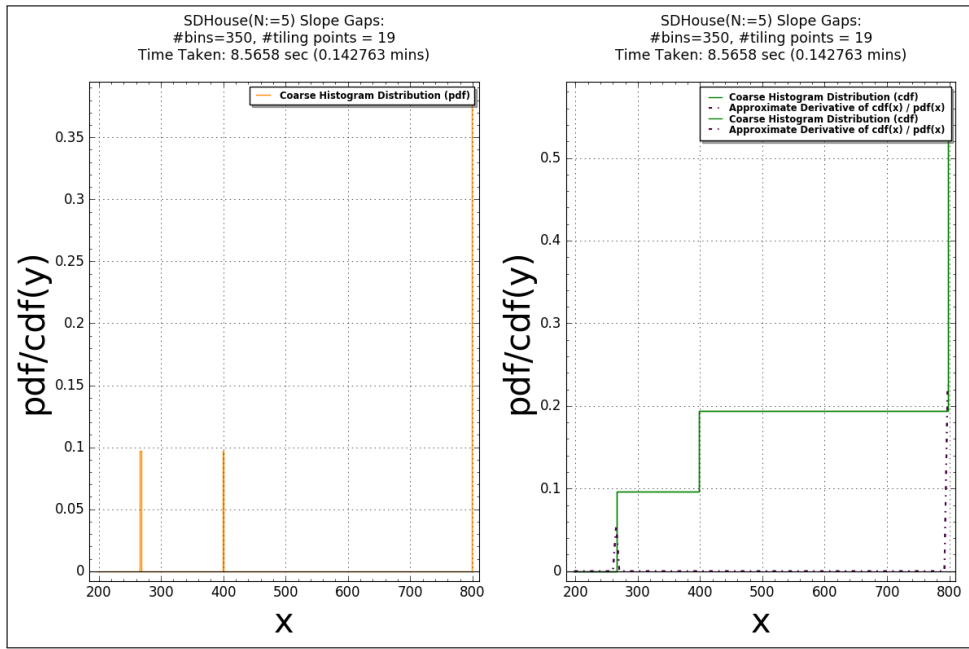 SDHouse(N:=5) Slope Gaps:
#bins=350, #tiling points = 19
Time Taken: 8.5658 sec (0.142763 mins)
Coarse Histogram Distribution (pdf)
0.35
0.3
0.25
0.2
0.15
0.1
0.05
0
200 300 400 500 600 700 800
pdf/cdf(y)
x
SDHouse(N:=5) Slope Gaps:
#bins=350, #tiling points = 19
Time Taken: 8.5658 sec (0.142763 mins)
Coarse Histogram Distribution (cdf)
Approximate Derivative of cdf(x) / pdf(x)
Coarse Histogram Distribution (cdf)
Approximate Derivative of cdf(x) / pdf(x)
0.5
0.4
0.3
0.2
0.1
0
200 300 400 500 600 700 800
pdf/cdf(y)
x